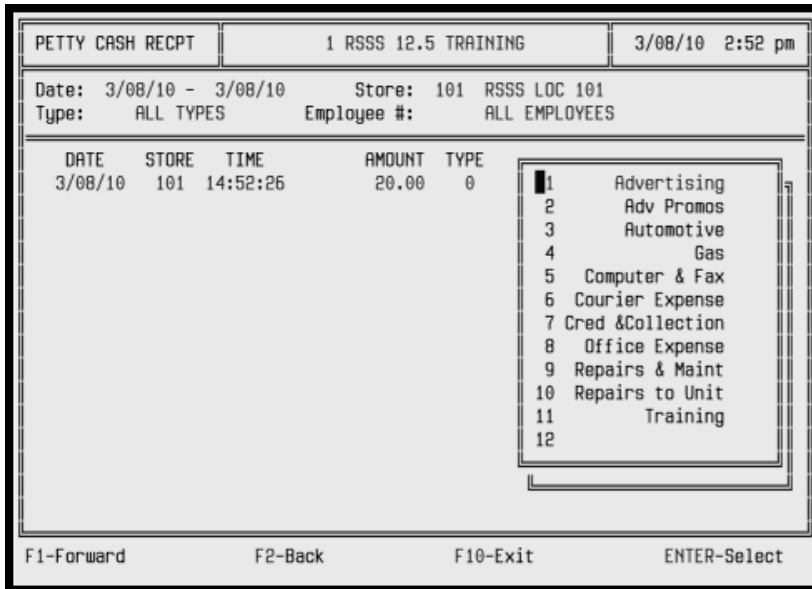 PETTY CASH RECPT 1 RSSS 12.5 TRAINING 3/08/10 2:52 pm
Date: 3/08/10 - 3/08/10 Store: 101 RSSS LOC 101
Type: ALL TYPES Employee #: ALL EMPLOYEES
DATE STORE TIME AMOUNT TYPE
3/08/10 101 14:52:26 20.00 0
1 Advertising
2 Adv Promos
3 Automotive
4 Gas
5 Computer & Fax
6 Courier Expense
7 Cred &Collection
8 Office Expense
9 Repairs & Maint
10 Repairs to Unit
11 Training
12
F1-Forward F2-Back F10-Exit ENTER-Select